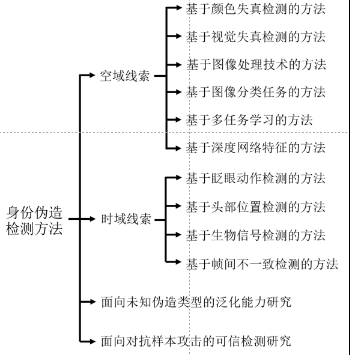 基于颜色失真检测的方法
基于视觉失真检测的方法
基于图像处理技术的方法
空域线索
基于图像分类任务的方法
基于多任务学习的方法
基于深度网络特征的方法
身份伪造
检测方法
基于眨眼动作检测的方法
基于头部位置检测的方法
时域线索
基于生物信号检测的方法
基于帧间不一致检测的方法
面向未知伪造类型的泛化能力研究
面向对抗样本攻击的可信检测研究